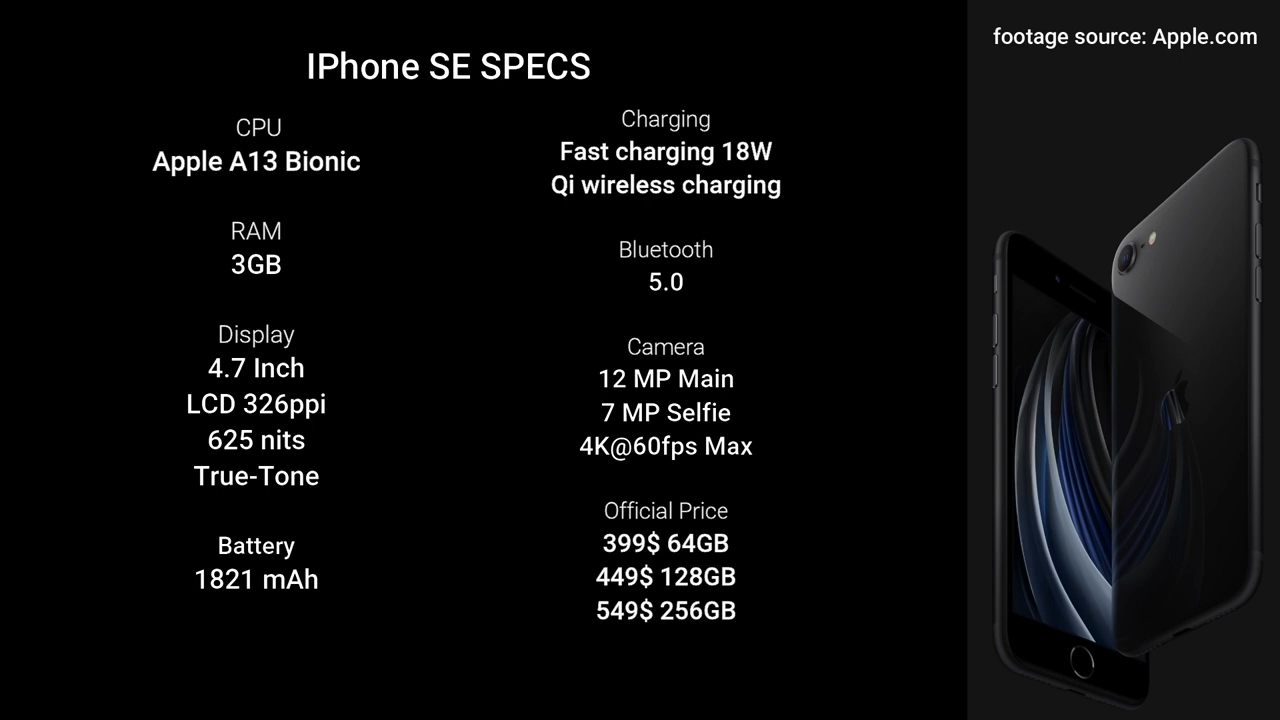 footage source: Apple.com
IPhone SE SPECS
CPU
Apple A13 Bionic
RAM
3GB
Display
4.7 Inch
LCD 326ppi
625 nits
True-Tone
Battery
1821 mAh
Charging
Fast charging 18W
Qi wireless charging
Bluetooth
5.0
Camera
12 MP Main
7 MP Selfie
4K@60fps Max
Official Price
399$ 64GB
449$ 128GB
549$ 256GB